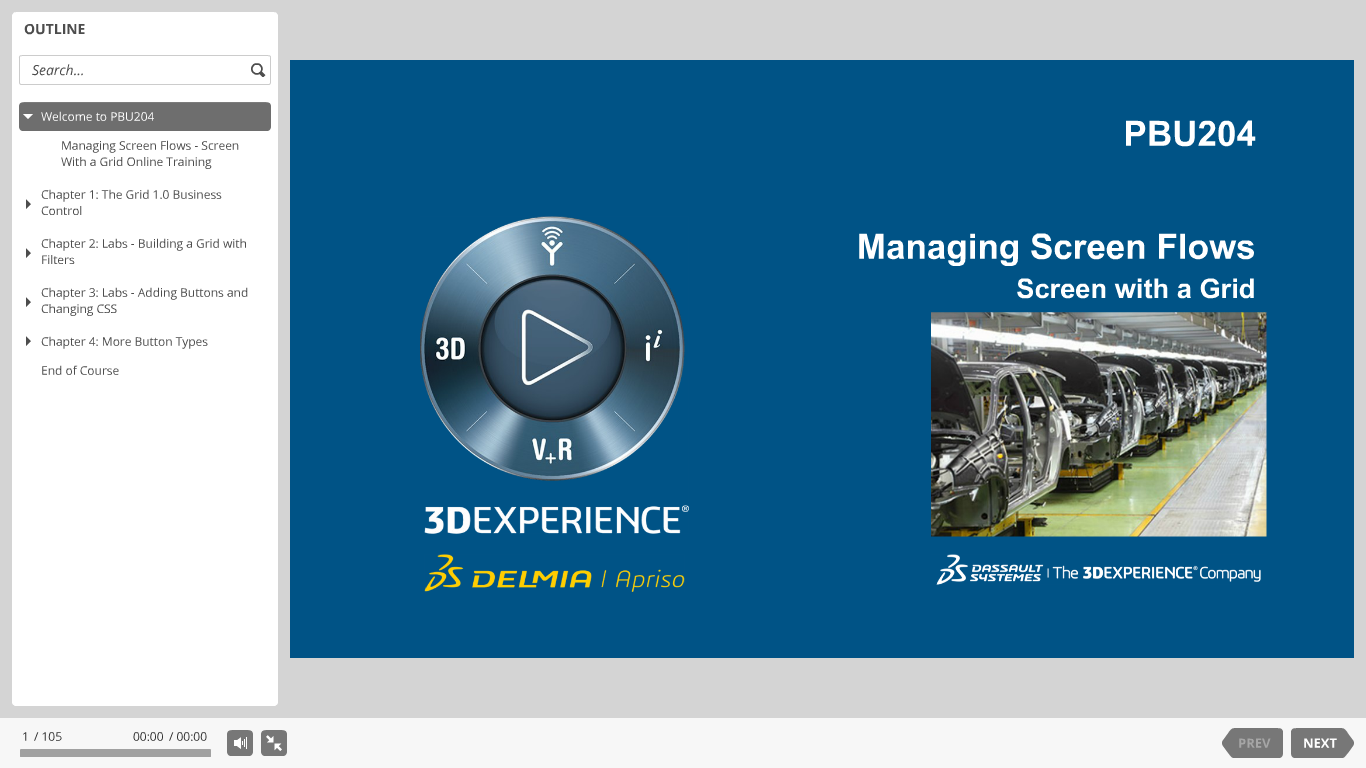 OUTLINE
Search...
Welcome to PBU204
Managing Screen Flows - Screen
With a Grid Online Training
Chapter 1: The Grid 1.0 Business
Control
Chapter 2: Labs - Building a Grid with
Filters
Chapter 3: Labs - Adding Buttons and
Changing CSS
Chapter 4: More Button Types
End of Course
PBU204
Managing Screen Flows
Screen with a Grid
3D
i i
V+R
3DEXPERIENCE®
DS DELMIA | Apriso
DS DASSAULT SYSTEMES | The 3DEXPERIENCE® Company
1 / 105
00:00 / 00:00
PREV
NEXT